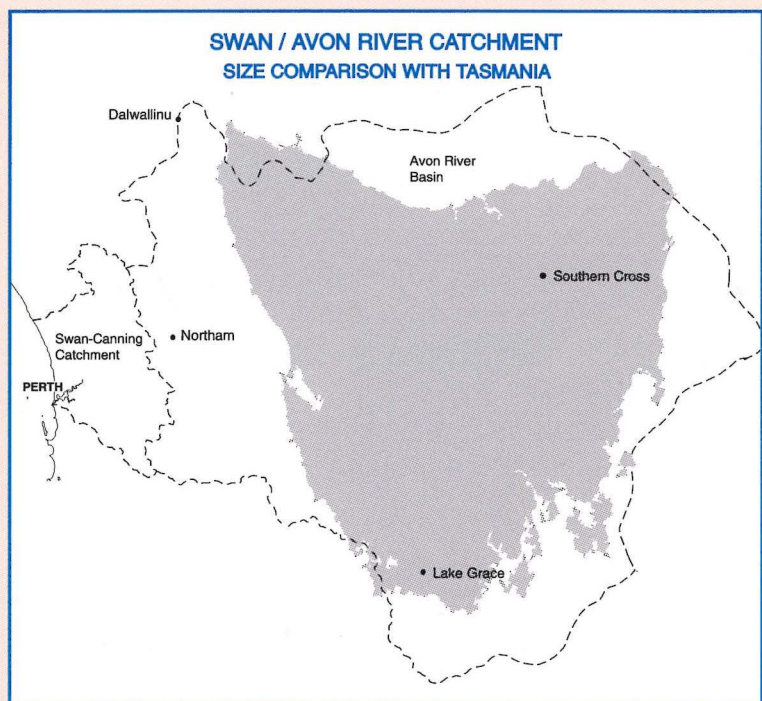 SWAN / AVON RIVER CATCHMENT
SIZE COMPARISON WITH TASMANIA
Dalwallinu
Avon River
Basin
Southern Cross
Northam
Swan-Canning
Catchment
PERTH
Lake Grace